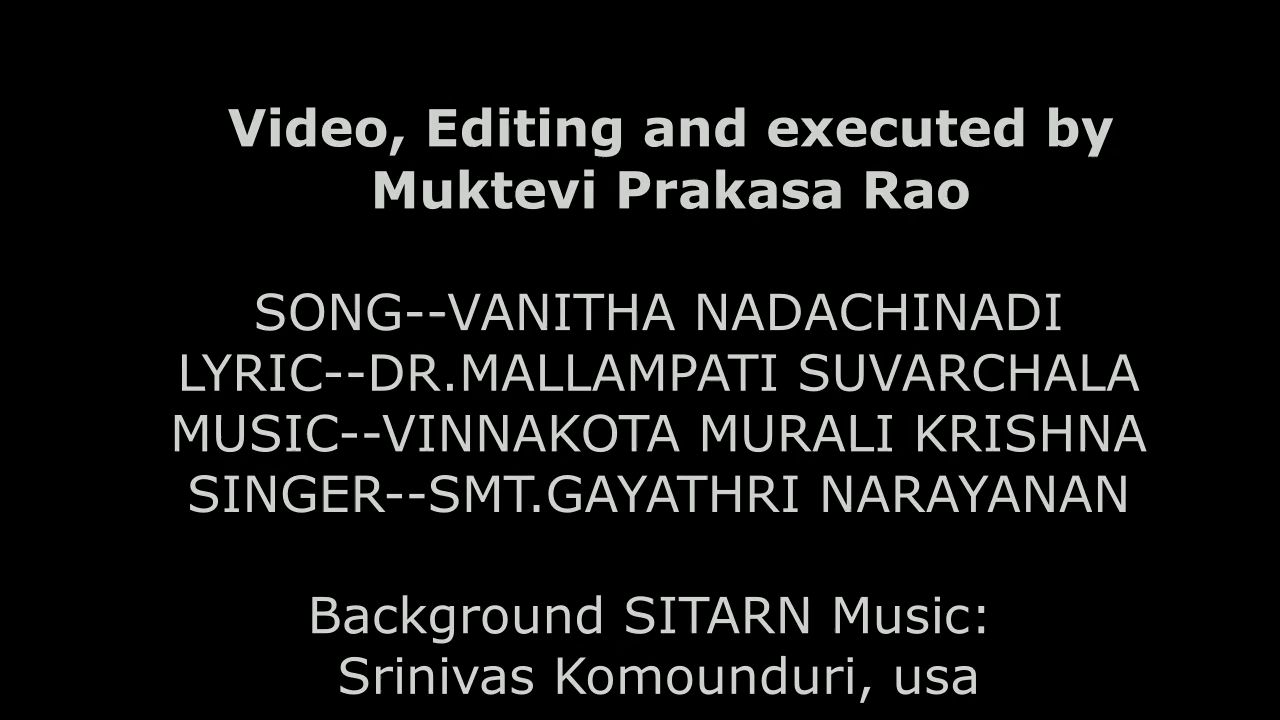 Video, Editing and executed by
Muktevi Prakasa Rao
SONG--VANITHA NADACHINADI
LYRIC--DR.MALLAMPATI SUVARCHALA
MUSIC--VINNAKOTA MURALI KRISHNA
SINGER--SMT.GAYATHRI NARAYANAN
Background SITARN Music:
Srinivas Komounduri, usa